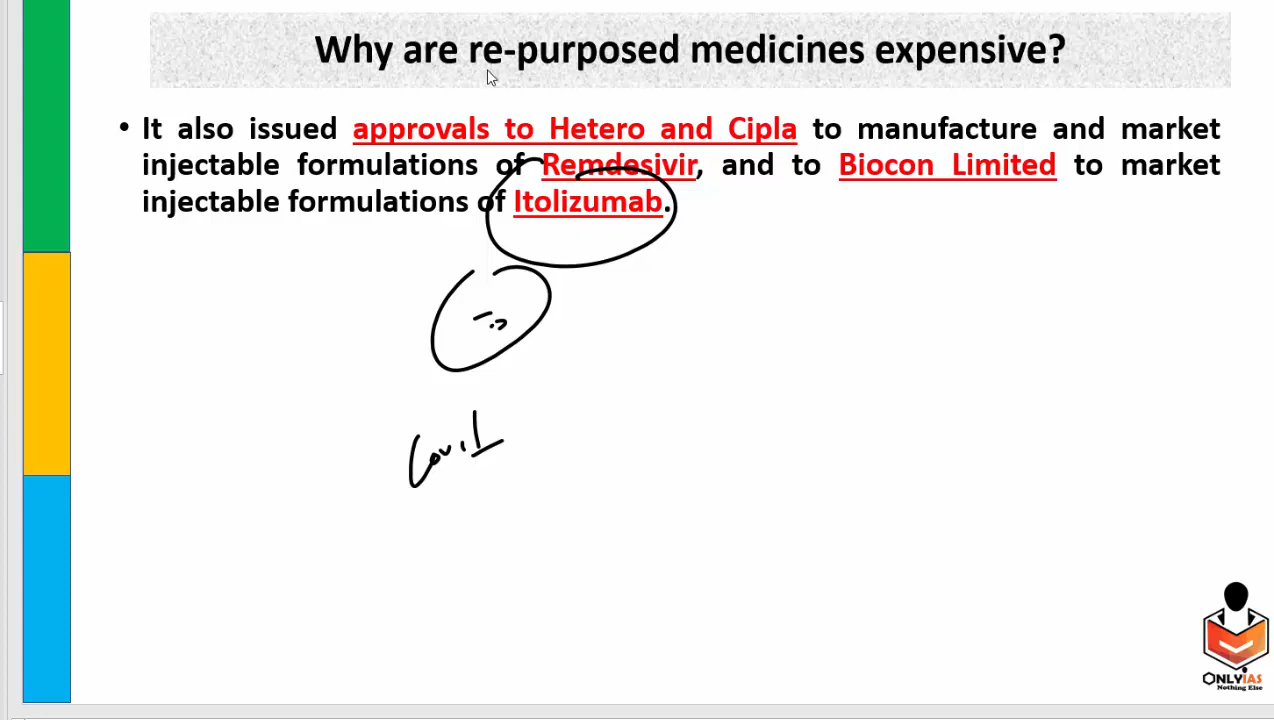 Why are re-purposed medicines expensive?
• It also issued approvals to Hetero and Cipla to manufacture and market
injectable formulations of Remdesivir, and to Biocon Limited to market
injectable formulations of Itolizumab.
ONLYIAS
Nothing Else